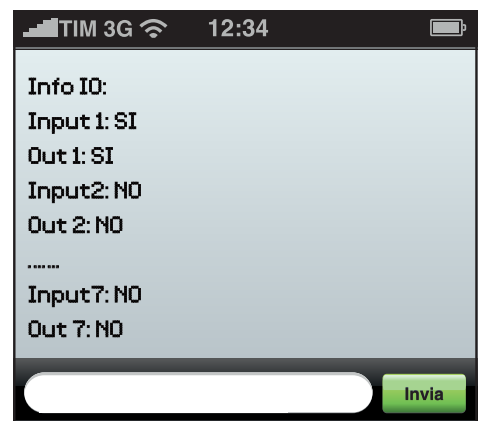 TIM 3G 12:34
Info IO:
Input 1: SI
Out 1: SI
Input2: NO
Out 2: NO
.......
Input7: NO
Out 7: NO
Invia